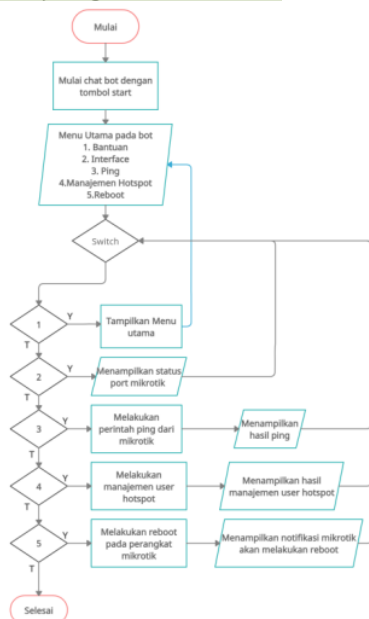 Mulai
Mulai chat bot dengan
tombol start
Menu Utama pada bot
1. Bantuan
2. Interface
3. Ping
4.Manajemen Hotspot
5.Reboot
Switch
1
Y
T
Tampilkan Menu
utama
2
Y
T
Menampilkan status
port mikrotik
3
Y
T
Melakukan
perintah ping dari
mikrotik
Menampilkan
hasil ping
4
Y
T
Melakukan
manajemen user
hotspot
Menampilkan hasil
manajemen user hotspot
5
Y
T
Melakukan reboot
pada perangkat
mikrotik
Menampilkan notifikasi mikrotik
akan melakukan reboot
Selesai